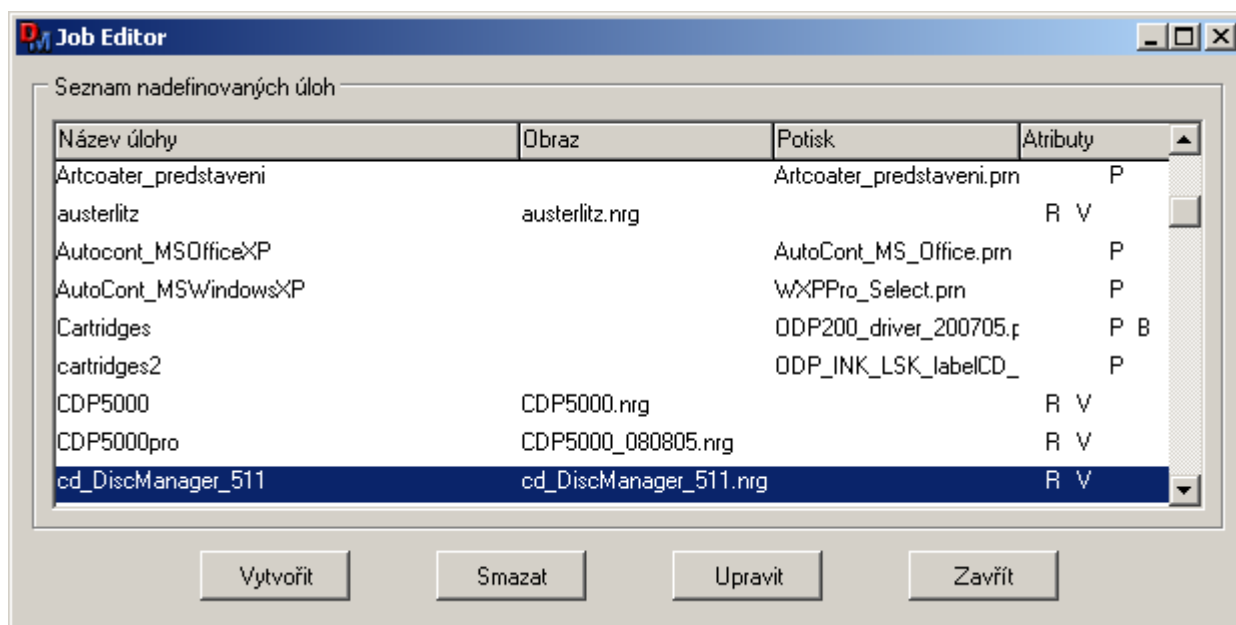 DM Job Editor
Seznam nadefinovaných úloh
Název úlohy Obraz Potisk Atributy
Artcoater_predstaveni Artcoater_predstaveni.prn P
austerlitz austerlitz.nrg R V
Autocont_MSOfficeXP AutoCont_MS_Office.prn P
AutoCont_MSWindowsXP WXPPro_Select.prn P
Cartridges ODP200_driver_200705.p P B
cartridges2 ODP_INK_LSK_labelCD_ P
CDP5000 CDP5000.nrg R V
CDP5000pro CDP5000_080805.nrg R V
cd_DiscManager_511 cd_DiscManager_511.nrg R V
Vytvořit Smazat Upravit Zavřít